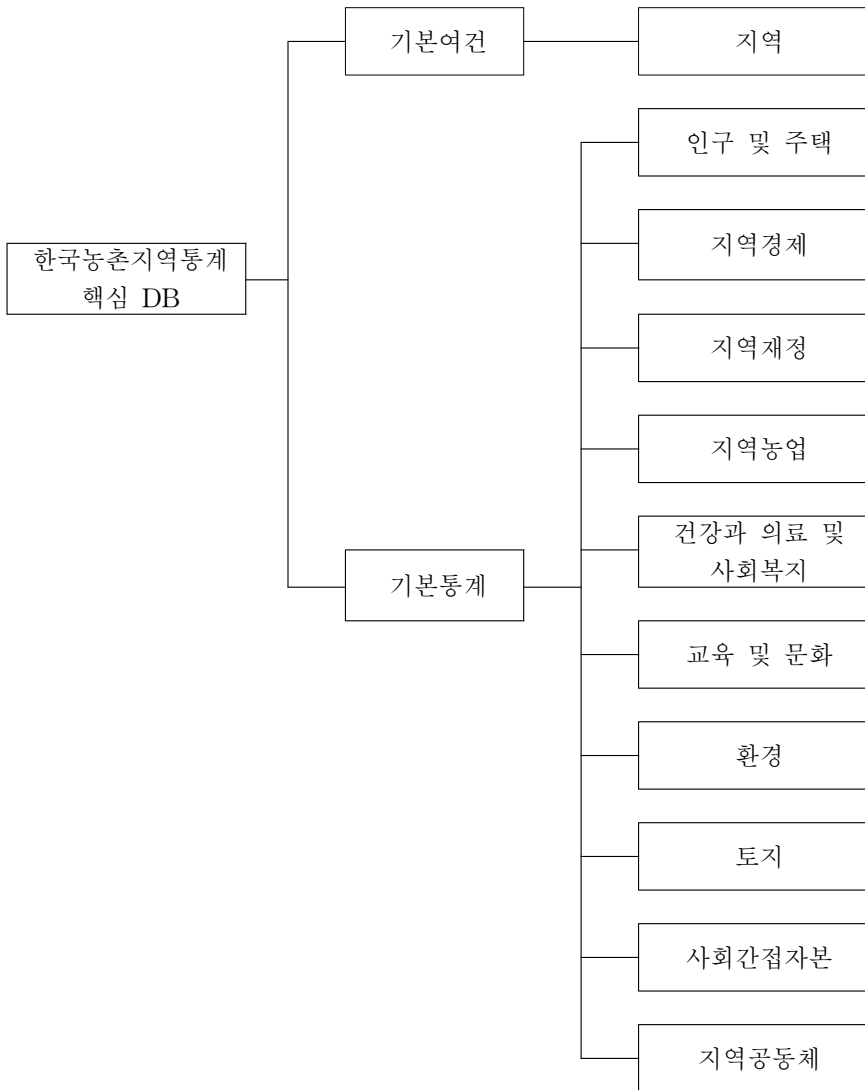 기본여건
지역
인구 및 주택
지역경제
한국농촌지역통계
핵심 DB
지역재정
지역농업
건강과 의료 및
사회복지
기본통계
교육 및 문화
환경
토지
사회간접자본
지역공동체